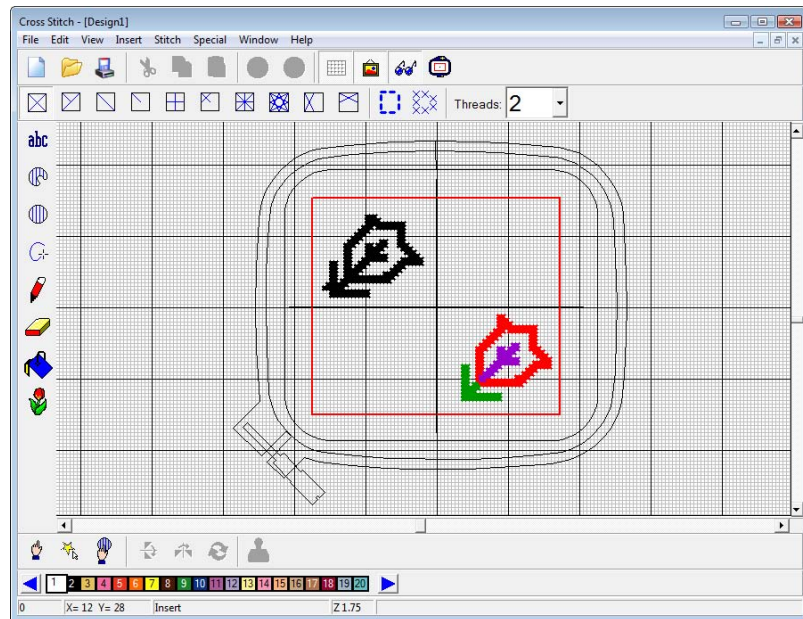 Cross Stitch - [Design1]
File Edit View Insert Stitch Special Window Help
Threads: 2
abc
1 2 3 4 5 6 7 8 9 10 11 12 13 14 15 16 17 18 19 20
0 X= 12 Y= 28 Insert Z 1.75